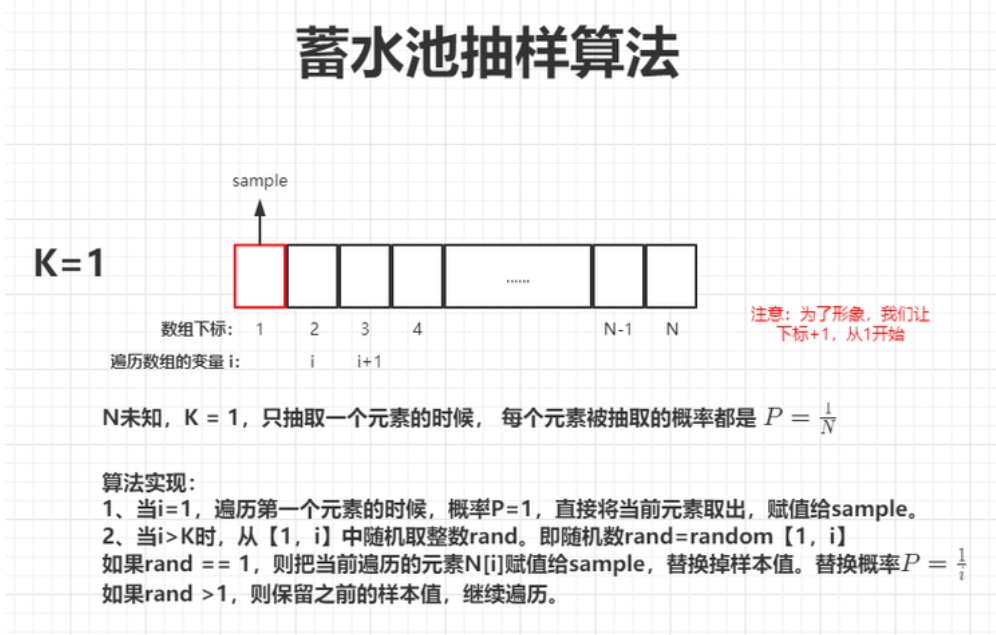 蓄水池抽样算法
sample
K=1
......
数组下标： 1 2 3 4 N-1 N
遍历数组的变量 i： i i+1
注意：为了形象，我们让
下标+1，从1开始
N未知，K = 1，只抽取一个元素的时候， 每个元素被抽取的概率都是 P = 1/N
算法实现：
1、当i=1，遍历第一个元素的时候，概率P=1，直接将当前元素取出，赋值给sample。
2、当i>K时，从【1，i】中随机取整数rand。即随机数rand=random【1，i】
如果rand == 1，则把当前遍历的元素N[i]赋值给sample，替换掉样本值。替换概率P = 1/i
如果rand >1，则保留之前的样本值，继续遍历。